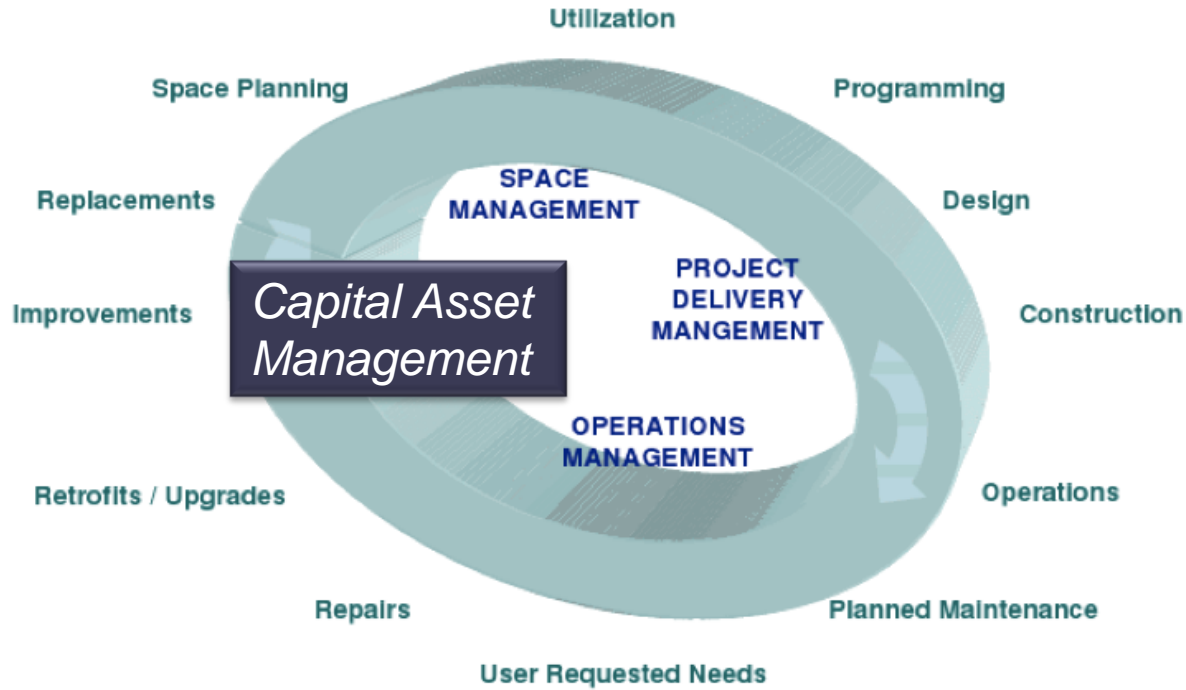 Utilization
Space Planning
Programming
Replacements
SPACE
MANAGEMENT
Design
PROJECT
DELIVERY
MANGEMENT
Improvements
Capital Asset
Management
Construction
OPERATIONS
MANAGEMENT
Retrofits / Upgrades
Operations
Repairs
Planned Maintenance
User Requested Needs